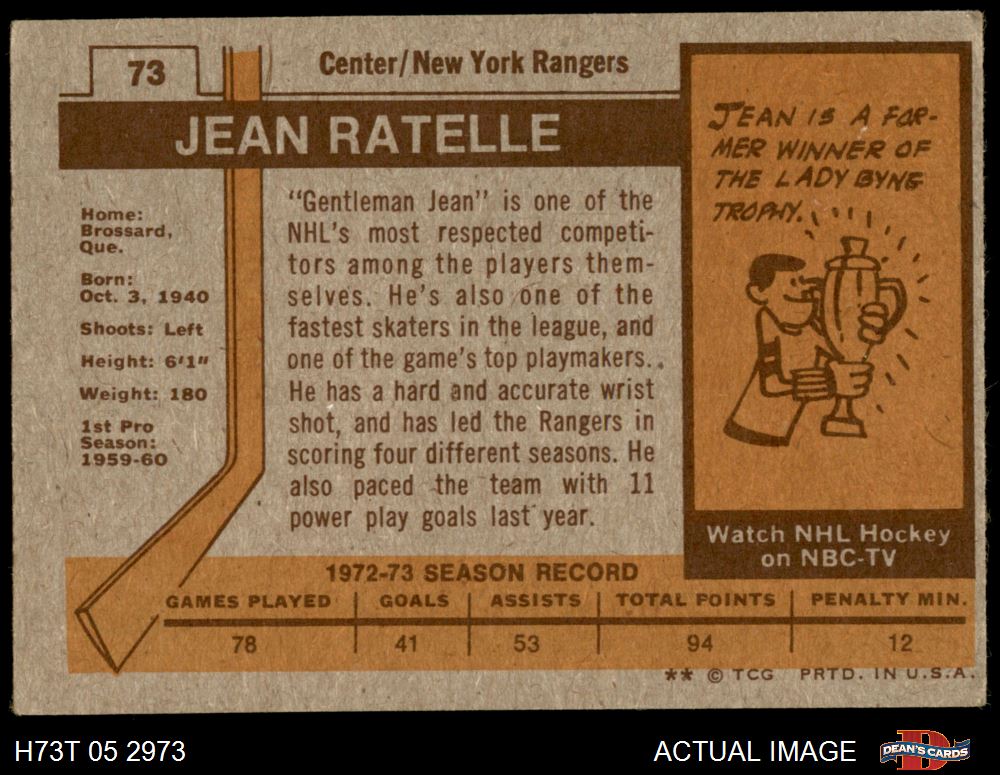 73
Center/New York Rangers
JEAN RATELLE
Home:
Brossard,
Que.
Born:
Oct. 3, 1940
Shoots: Left
Height: 6'1"
Weight: 180
1st Pro
Season:
1959-60
"Gentleman Jean" is one of the
NHL's most respected competi-
tors among the players them-
selves. He's also one of the
fastest skaters in the league, and
one of the game's top playmakers.
He has a hard and accurate wrist
shot, and has led the Rangers in
scoring four different seasons. He
also paced the team with 11
power play goals last year.
JEAN IS A FOR-
MER WINNER OF
THE LADY BYNG
TROPHY.
Watch NHL Hockey
on NBC-TV
1972-73 SEASON RECORD
GAMES PLAYED GOALS ASSISTS TOTAL POINTS PENALTY MIN.
78 41 53 94 12
** © TCG PRTD. IN U.S.A.
H73T 05 2973
ACTUAL IMAGE
DEAN'S CARDS